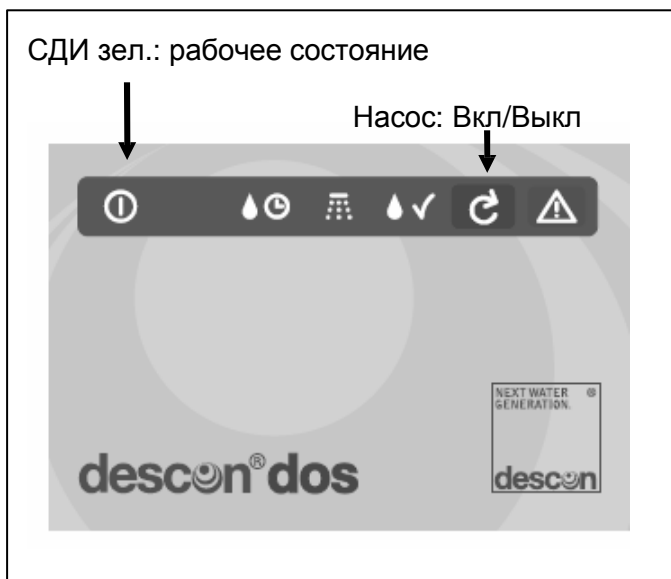 СДИ зел.: рабочее состояние
Насос: Вкл/Выкл
NEXT WATER ®
GENERATION.
descon® dos
descon